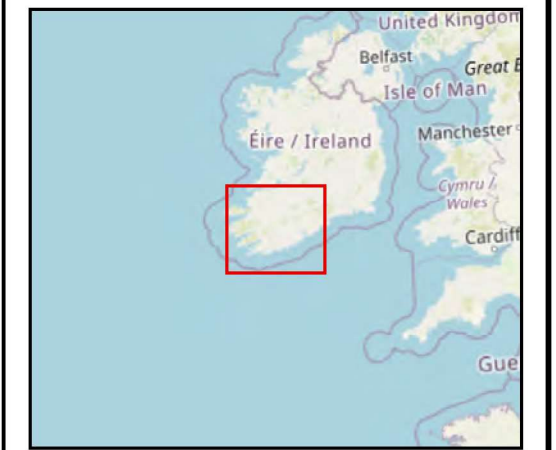 United Kingdom
Belfast
Great B
Isle of Man
Éire / Ireland
Manchester
Cymru /
Wales
Cardiff
Gue